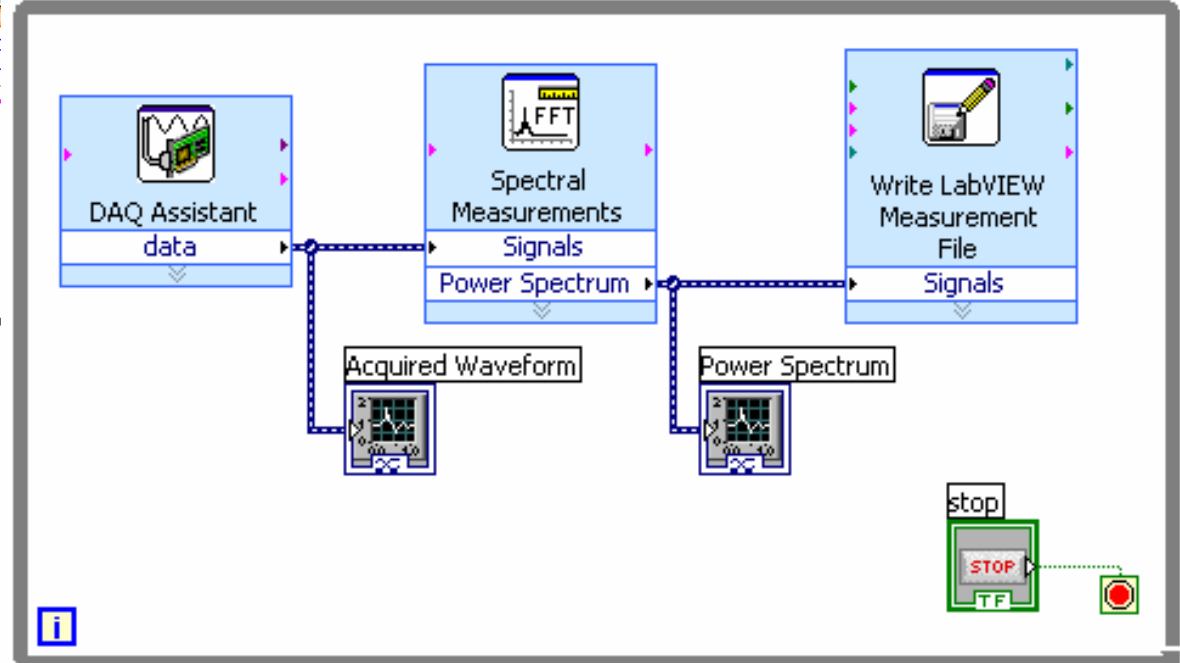 FFT
DAQ Assistant
data
Spectral
Measurements
Signals
Power Spectrum
Write LabVIEW
Measurement
File
Signals
Acquired Waveform
Power Spectrum
stop
STOP
TF
i